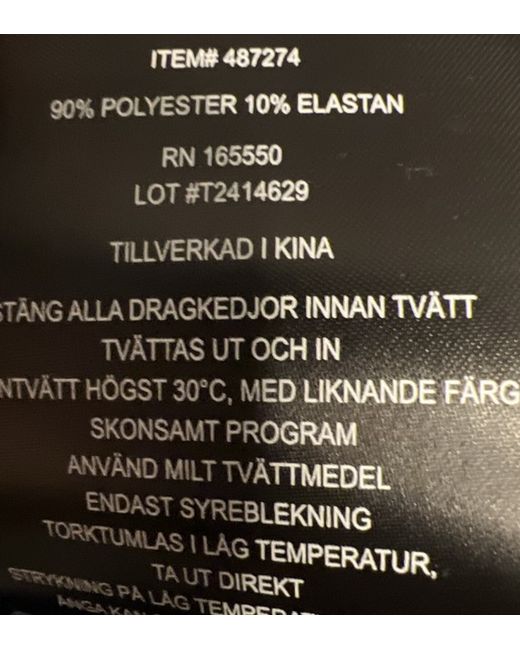 ITEM# 487274
90% POLYESTER 10% ELASTAN
RN 165550
LOT #T2414629
TILLVERKAD I KINA
STÄNG ALLA DRAGKEDJOR INNAN TVÄTT
TVÄTTAS UT OCH IN
NTVÄTT HÖGST 30°C, MED LIKNANDE FÄRG
SKONSAMT PROGRAM
ANVÄND MILT TVÄTTMEDEL
ENDAST SYREBLEKNING
TORKTUMLAS I LÅG TEMPERATUR,
TA UT DIREKT
STRYKNING PÅ LÅG
ÅNGA KAN